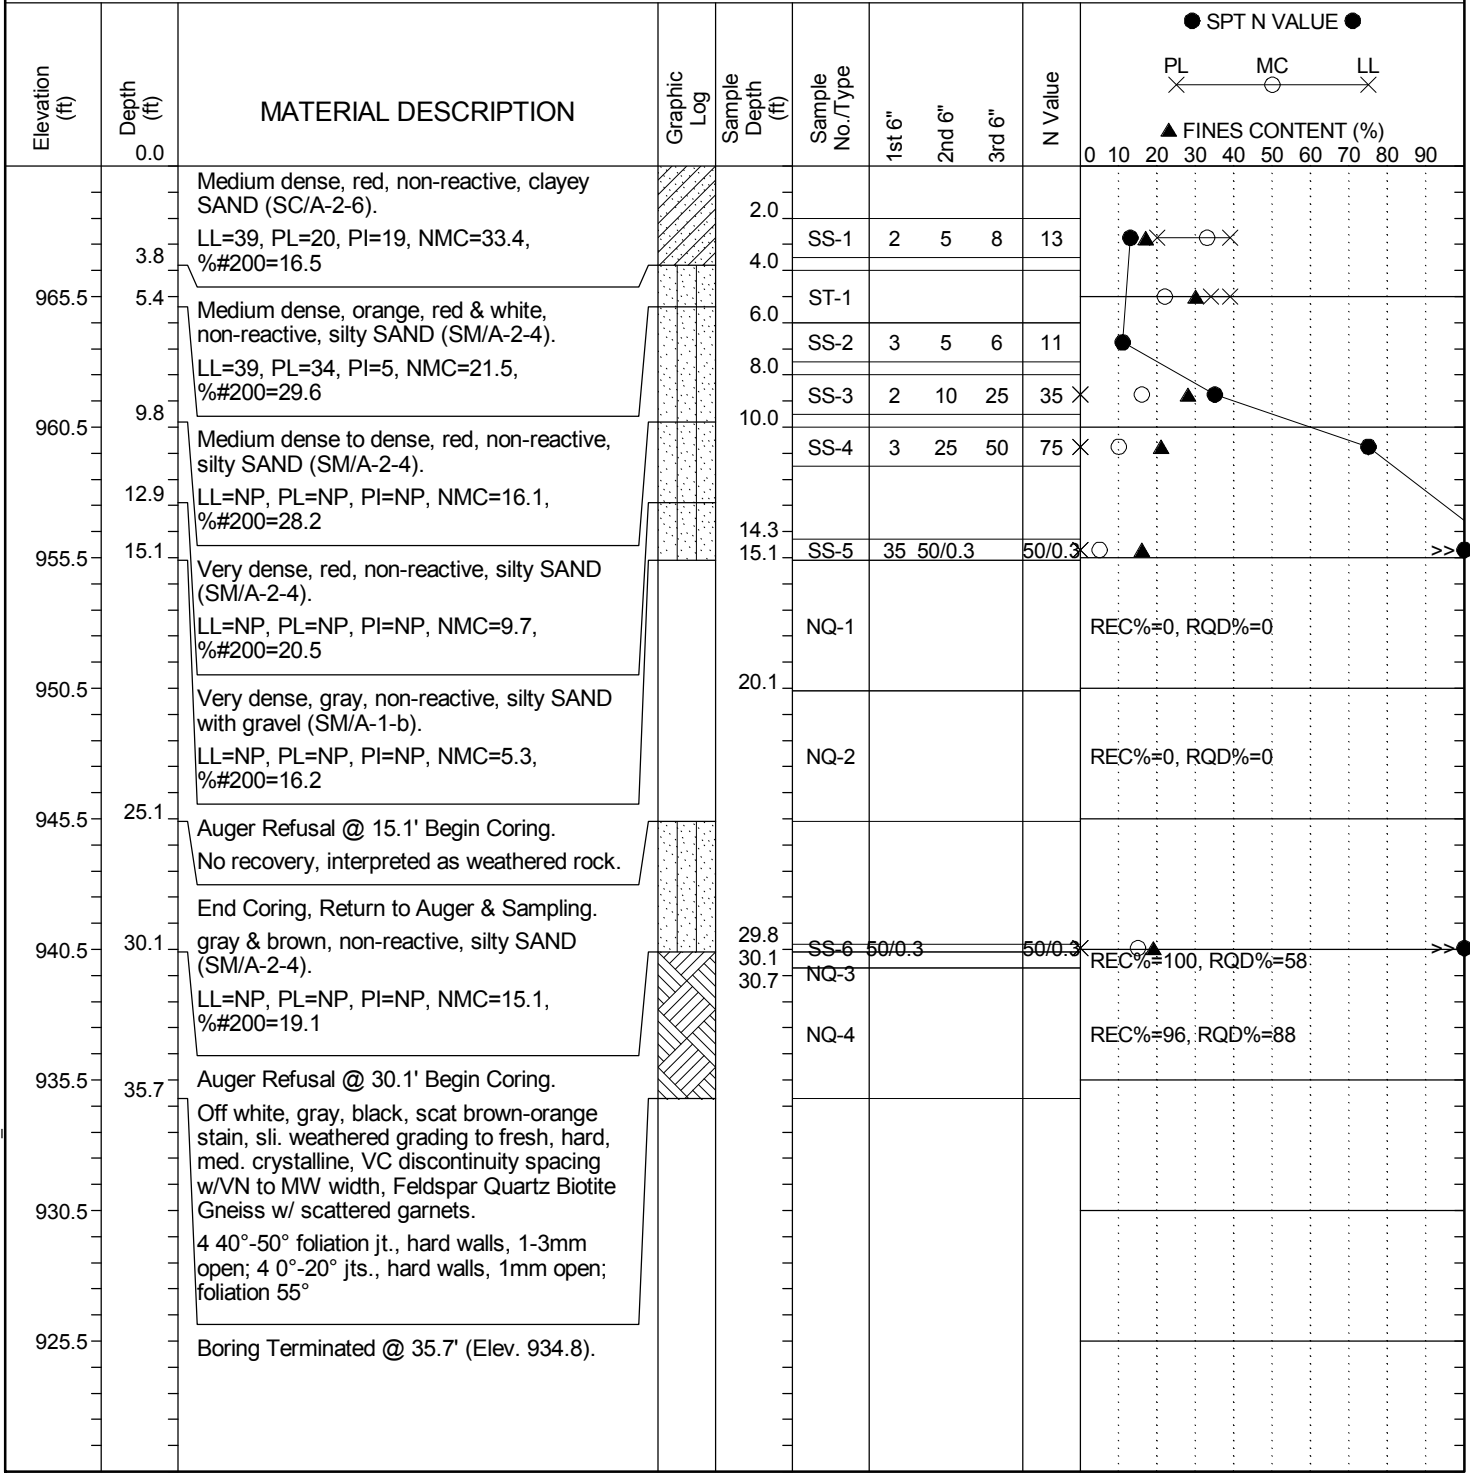 ● SPT N VALUE ●
PL MC LL
▲ FINES CONTENT (%)
0 10 20 30 40 50 60 70 80 90
Elevation (ft)
Depth (ft)
0.0
MATERIAL DESCRIPTION
Graphic Log
Sample Depth (ft)
Sample No./Type
1st 6"
2nd 6"
3rd 6"
N Value
Medium dense, red, non-reactive, clayey
SAND (SC/A-2-6).
LL=39, PL=20, PI=19, NMC=33.4,
%#200=16.5
3.8
2.0
SS-1 2 5 8 13
4.0
965.5
5.4
Medium dense, orange, red & white,
non-reactive, silty SAND (SM/A-2-4).
LL=39, PL=34, PI=5, NMC=21.5,
%#200=29.6
ST-1
6.0
SS-2 3 5 6 11
8.0
SS-3 2 10 25 35
9.8
960.5
10.0
Medium dense to dense, red, non-reactive,
silty SAND (SM/A-2-4).
LL=NP, PL=NP, PI=NP, NMC=16.1,
%#200=28.2
SS-4 3 25 50 75
12.9
14.3
955.5
15.1
15.1
SS-5 35 50/0.3 50/0.3 >>
Very dense, red, non-reactive, silty SAND
(SM/A-2-4).
LL=NP, PL=NP, PI=NP, NMC=9.7,
%#200=20.5
NQ-1
REC%=0, RQD%=0
950.5
20.1
Very dense, gray, non-reactive, silty SAND
with gravel (SM/A-1-b).
LL=NP, PL=NP, PI=NP, NMC=5.3,
%#200=16.2
NQ-2
REC%=0, RQD%=0
945.5
25.1
Auger Refusal @ 15.1' Begin Coring.
No recovery, interpreted as weathered rock.
End Coring, Return to Auger & Sampling.
gray & brown, non-reactive, silty SAND
(SM/A-2-4).
LL=NP, PL=NP, PI=NP, NMC=15.1,
%#200=19.1
940.5
30.1
29.8
SS-6 50/0.3 50/0.3 >>
30.1
NQ-3
REC%=100, RQD%=58
30.7
NQ-4
REC%=96, RQD%=88
935.5
35.7
Auger Refusal @ 30.1' Begin Coring.
Off white, gray, black, scat brown-orange
stain, sli. weathered grading to fresh, hard,
med. crystalline, VC discontinuity spacing
w/VN to MW width, Feldspar Quartz Biotite
Gneiss w/ scattered garnets.
930.5
4 40°-50° foliation jt., hard walls, 1-3mm
open; 4 0°-20° jts., hard walls, 1mm open;
foliation 55°
925.5
Boring Terminated @ 35.7' (Elev. 934.8).